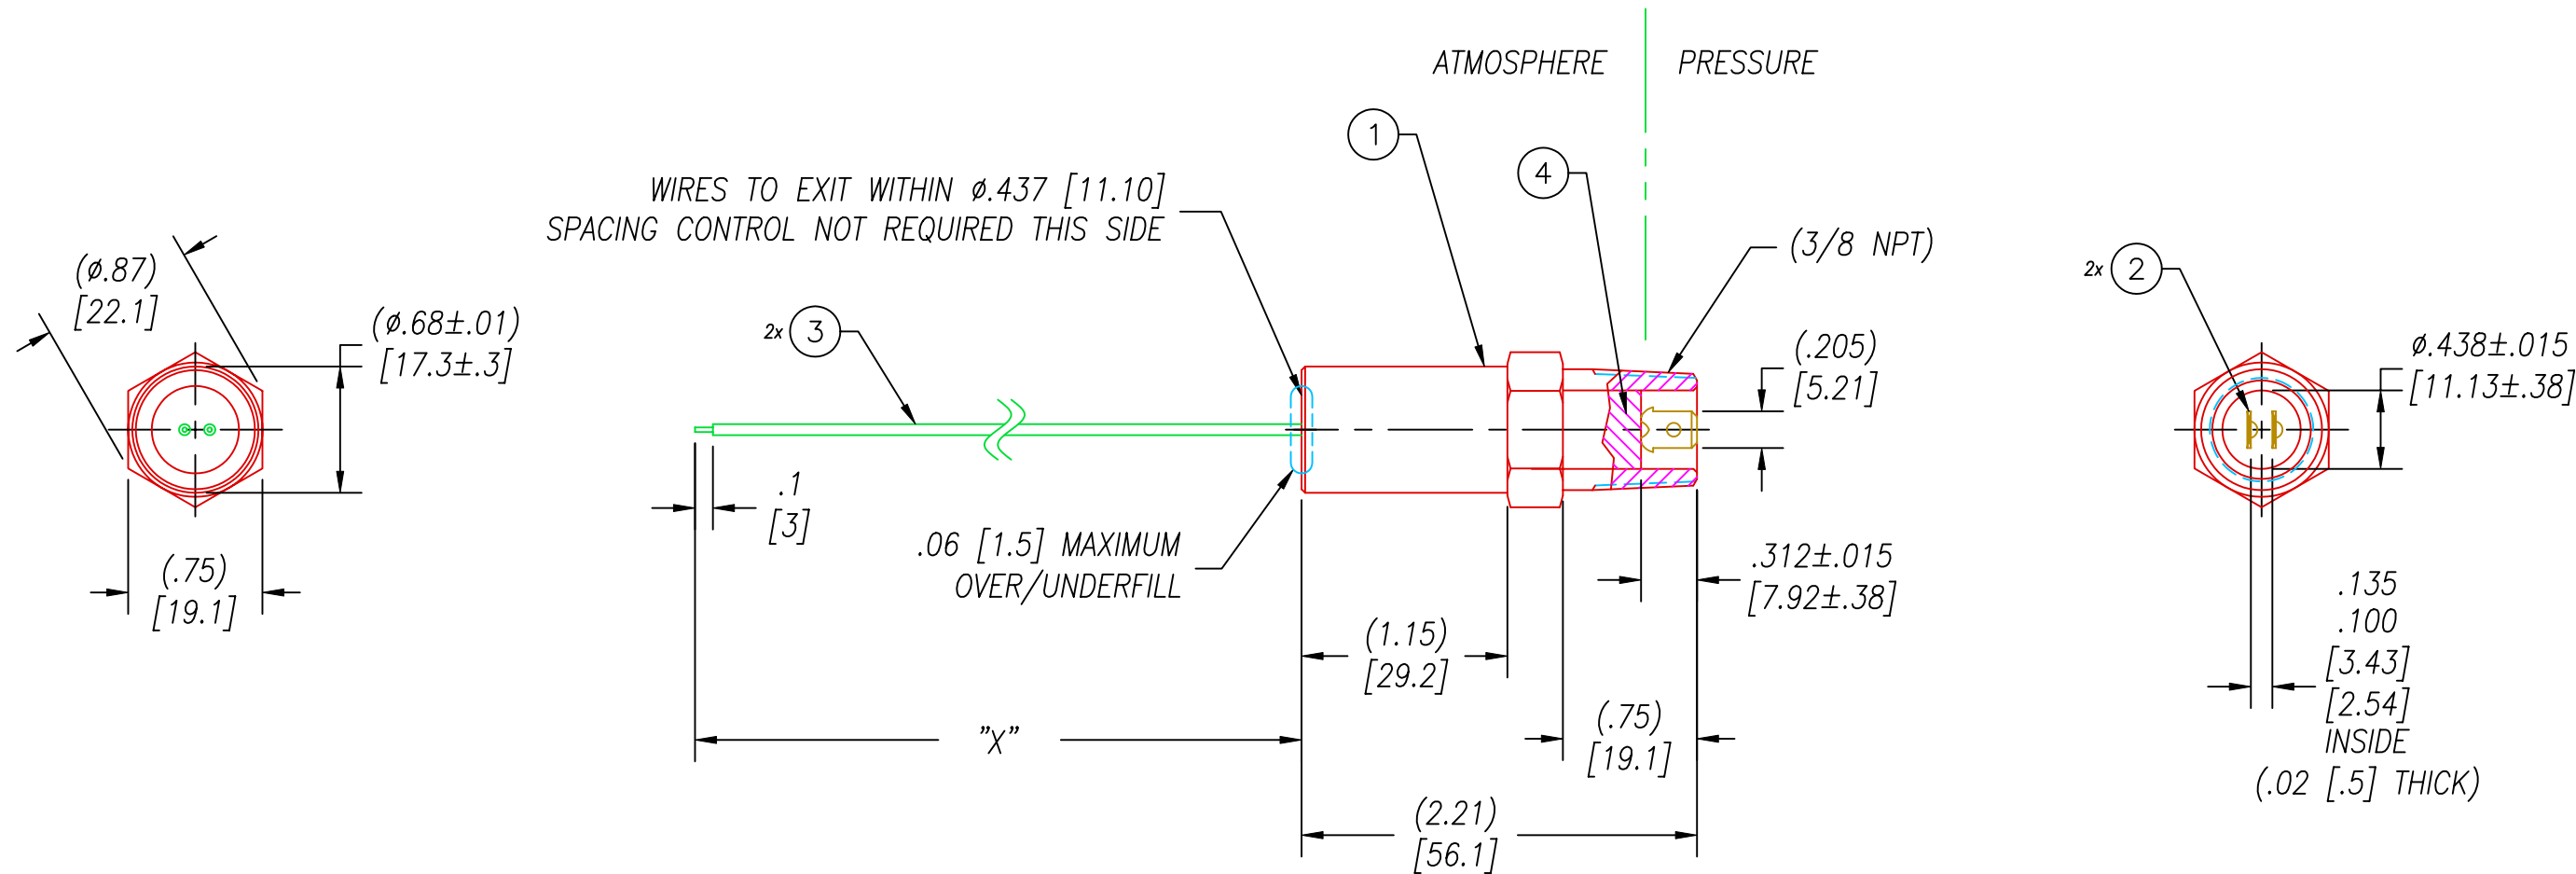 ATMOSPHERE PRESSURE
1
4
WIRES TO EXIT WITHIN ø.437 [11.10]
SPACING CONTROL NOT REQUIRED THIS SIDE
(3/8 NPT)
(ø.87)
[22.1]
(ø.68±.01)
[17.3±.3]
2x 3
(.205)
[5.21]
2x 2
ø.438±.015
[11.13±.38]
.1
[3]
.06 [1.5] MAXIMUM
OVER/UNDERFILL
(.75)
[19.1]
.312±.015
[7.92±.38]
(1.15)
[29.2]
.135
.100
[3.43]
[2.54]
INSIDE
(.02 [.5] THICK)
"X"
(.75)
[19.1]
(2.21)
[56.1]